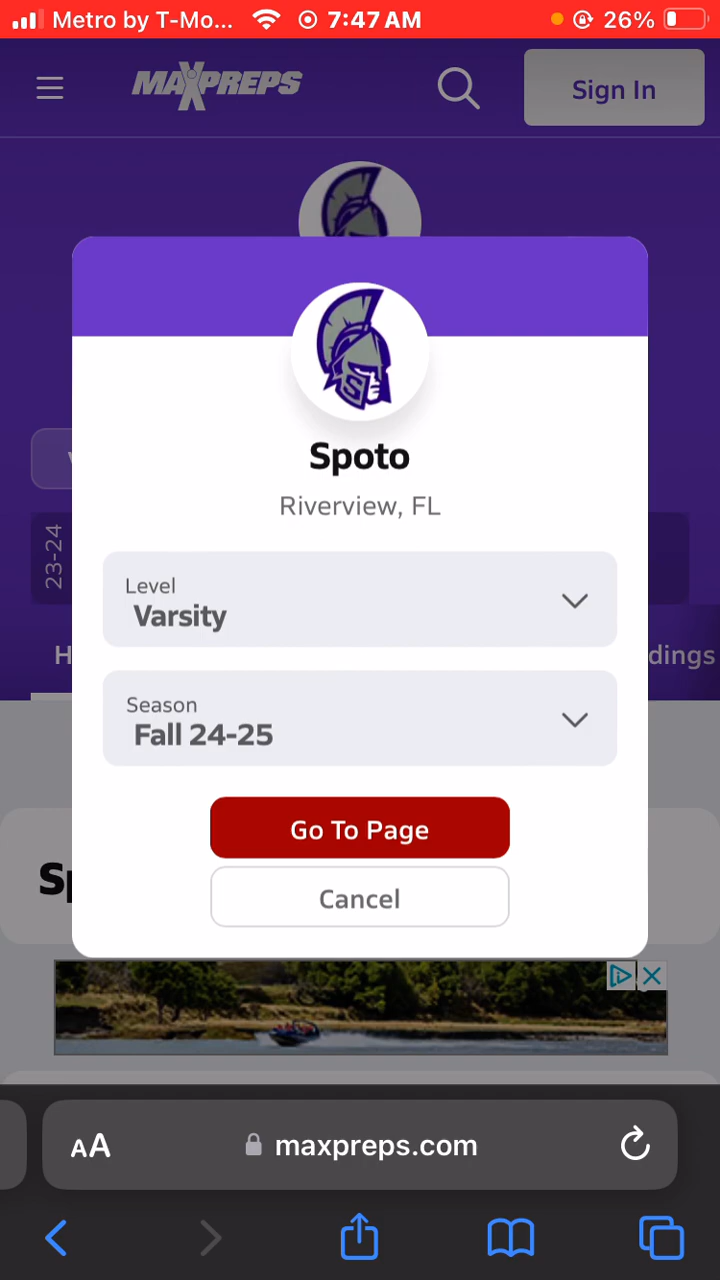 Metro by T-Mo... 7:47 AM 26%
MAXPREPS Sign In
Spoto
Riverview, FL
23-24
Level
Varsity
H dings
Season
Fall 24-25
Go To Page
Sp
Cancel
AA maxpreps.com